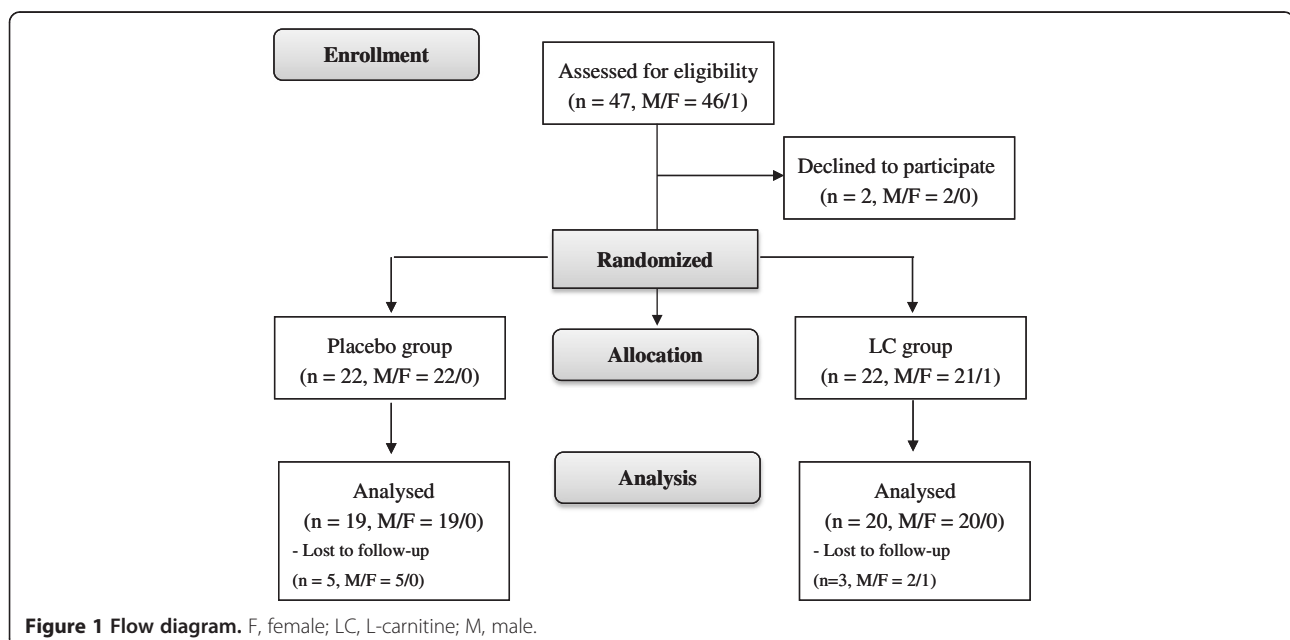 Enrollment
Assessed for eligibility
(n = 47, M/F = 46/1)
Declined to participate
(n = 2, M/F = 2/0)
Randomized
Placebo group
(n = 22, M/F = 22/0)
Allocation
LC group
(n = 22, M/F = 21/1)
Analysed
(n = 19, M/F = 19/0)
- Lost to follow-up
(n = 5, M/F = 5/0)
Analysis
Analysed
(n = 20, M/F = 20/0)
- Lost to follow-up
(n=3, M/F = 2/1)
Figure 1 Flow diagram. F, female; LC, L-carnitine; M, male.